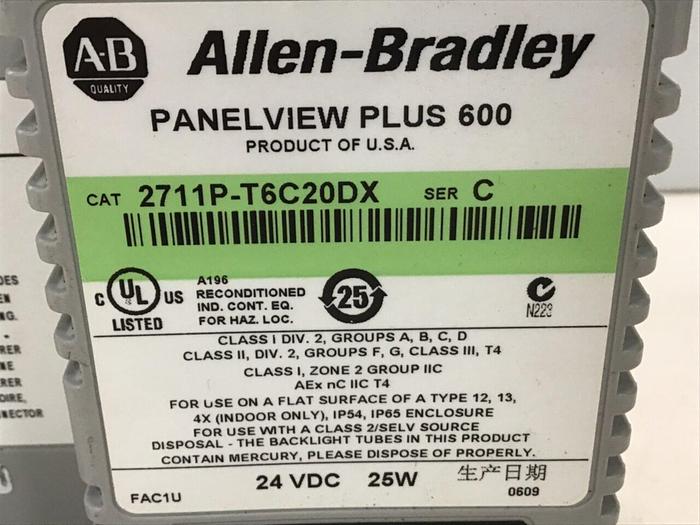 A-B
QUALITY
Allen-Bradley
PANELVIEW PLUS 600
PRODUCT OF U.S.A.
CAT 2711P-T6C20DX SER C
C UL US
LISTED
A196
RECONDITIONED
IND. CONT. EQ.
FOR HAZ. LOC.
25
N223
CLASS I DIV. 2, GROUPS A, B, C, D
CLASS II, DIV. 2, GROUPS F, G, CLASS III, T4
CLASS I, ZONE 2 GROUP IIC
AEx nC IIC T4
FOR USE ON A FLAT SURFACE OF A TYPE 12, 13,
4X (INDOOR ONLY), IP54, IP65 ENCLOSURE
FOR USE WITH A CLASS 2/SELV SOURCE
DISPOSAL - THE BACKLIGHT TUBES IN THIS PRODUCT
CONTAIN MERCURY, PLEASE DISPOSE OF PROPERLY.
24 VDC 25W
生产日期
0609
FAC1U